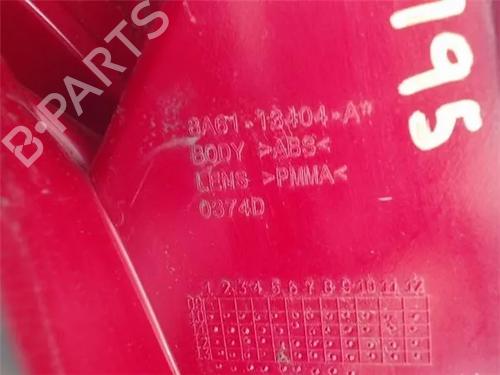 B-PARTS
195
8A61-13404-A
BODY >ABS<
LENS >PMMA<
0374D
1 2 3 4 5 6 7 8 9 10 11 12